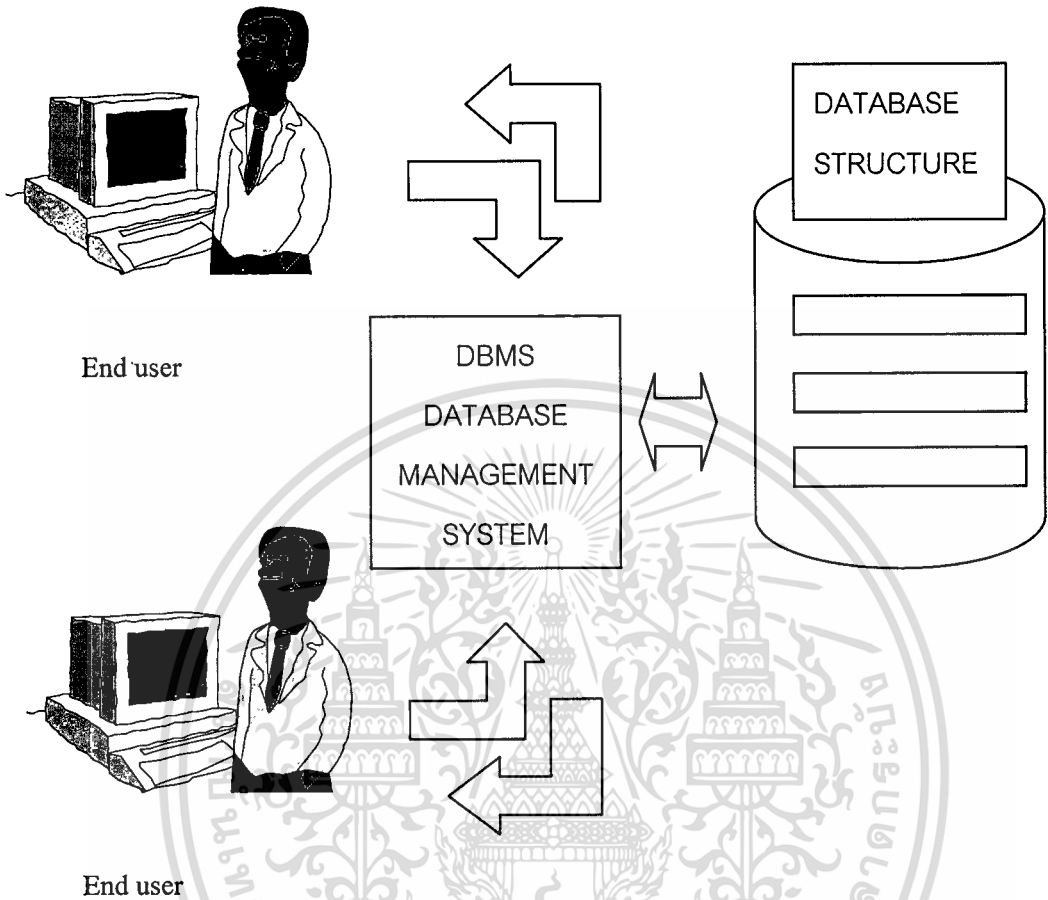 DATABASE
STRUCTURE
End user
DBMS
DATABASE
MANAGEMENT
SYSTEM
End user